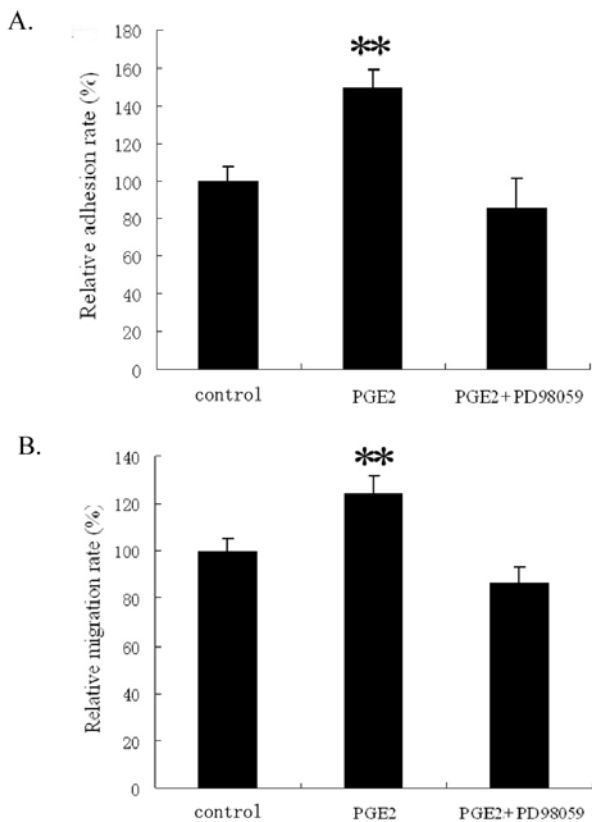 A.
Relative adhesion rate (%)
180
160
140
120
100
80
60
40
20
0
**
control
PGE2
PGE2+PD98059
B.
Relative migration rate (%)
140
120
100
80
60
40
20
0
**
control
PGE2
PGE2+PD98059